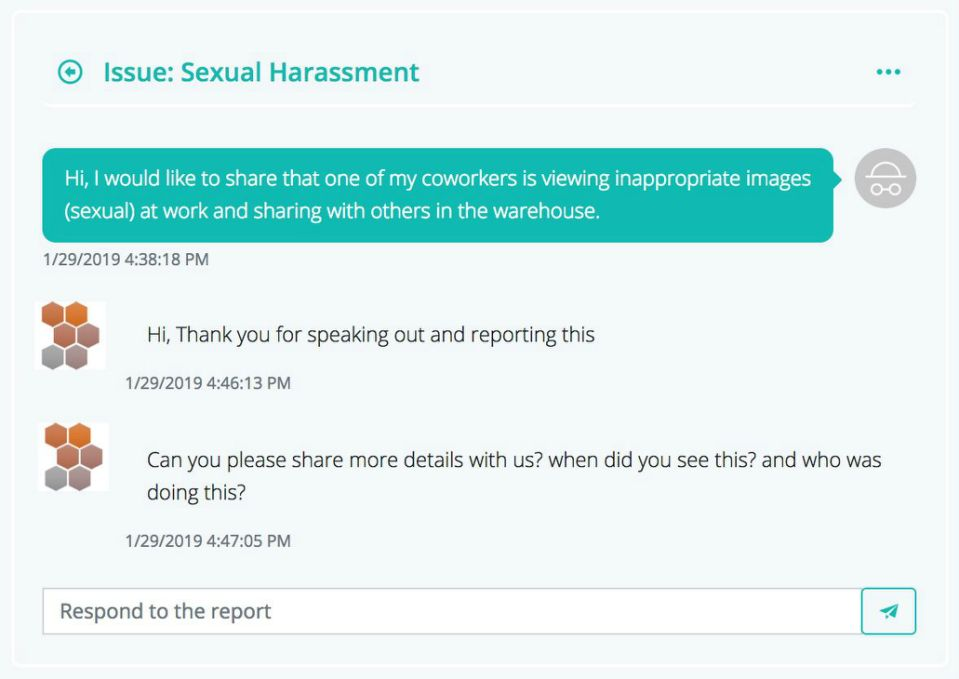 Issue: Sexual Harassment
Hi, I would like to share that one of my coworkers is viewing inappropriate images
(sexual) at work and sharing with others in the warehouse.
1/29/2019 4:38:18 PM
Hi, Thank you for speaking out and reporting this
1/29/2019 4:46:13 PM
Can you please share more details with us? when did you see this? and who was
doing this?
1/29/2019 4:47:05 PM
Respond to the report